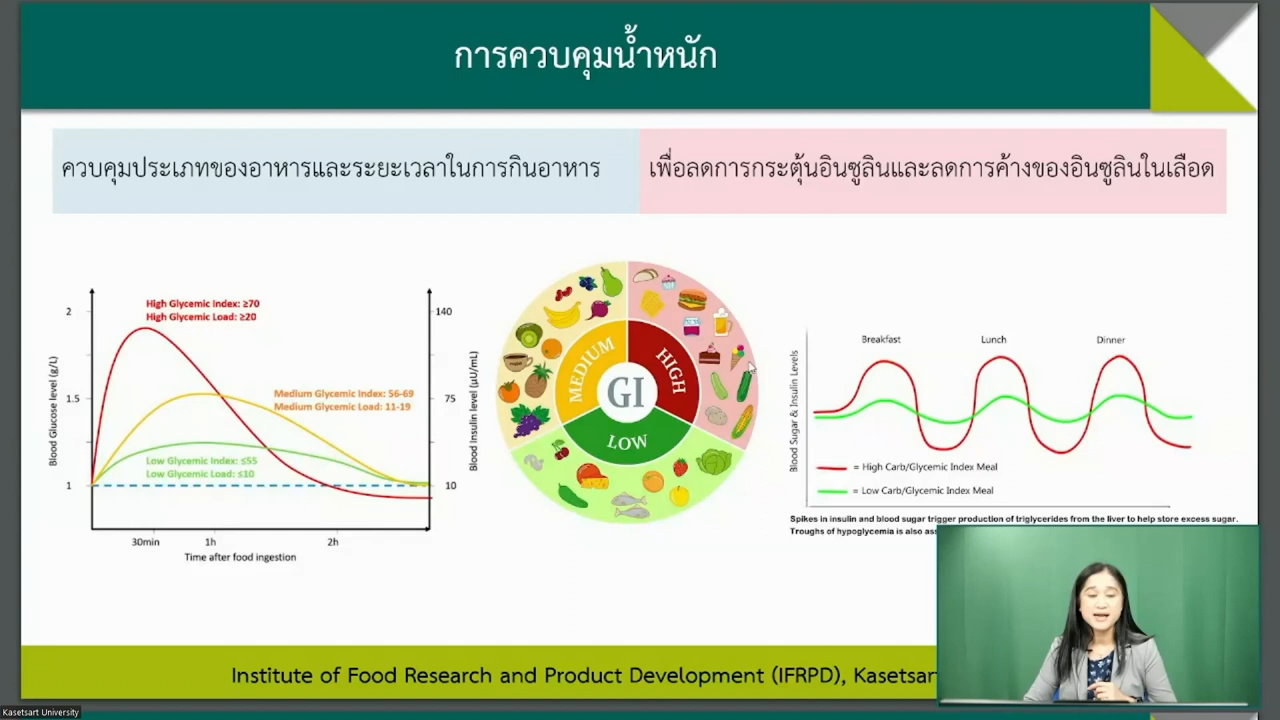 การควบคุมน้ำหนัก
ควบคุมประเภทของอาหารและระยะเวลาในการกินอาหาร
เพื่อลดการกระตุ้นอินซูลินและลดการค้างของอินซูลินในเลือด
High Glycemic Index: ≥70
High Glycemic Load: ≥20
Medium Glycemic Index: 56-69
Medium Glycemic Load: 11-19
Low Glycemic Index: ≤55
Low Glycemic Load: ≤10
Blood Glucose level (g/L)
2
1.5
1
Blood Insulin level (µU/mL)
140
75
10
30min
1h
2h
Time after food ingestion
MEDIUM
HIGH
GI
LOW
Blood Sugar & Insulin Levels
Breakfast
Lunch
Dinner
= High Carb/Glycemic Index Meal
= Low Carb/Glycemic Index Meal
Spikes in insulin and blood sugar trigger production of triglycerides from the liver to help store excess sugar.
Troughs of hypoglycemia is also
Institute of Food Research and Product Development (IFRPD),
Kasetsart University